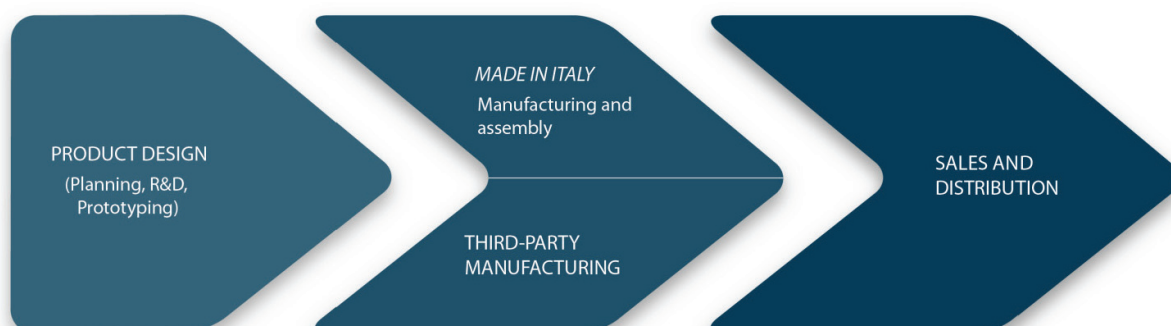 PRODUCT DESIGN
(Planning, R&D,
Prototyping)
MADE IN ITALY
Manufacturing and
assembly
THIRD-PARTY
MANUFACTURING
SALES AND
DISTRIBUTION